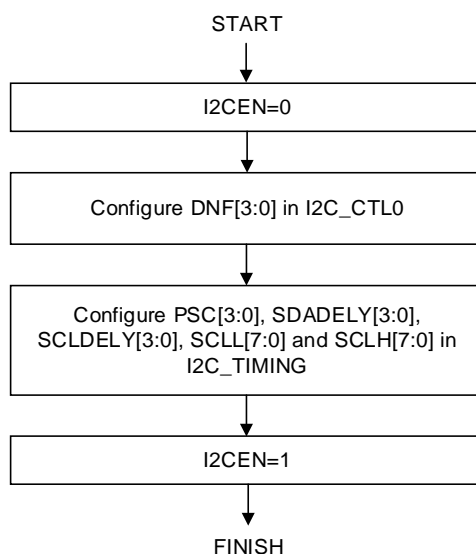 START
I2CEN=0
Configure DNF[3:0] in I2C_CTL0
Configure PSC[3:0], SDADELY[3:0],
SCLDELY[3:0], SCLL[7:0] and SCLH[7:0] in
I2C_TIMING
I2CEN=1
FINISH